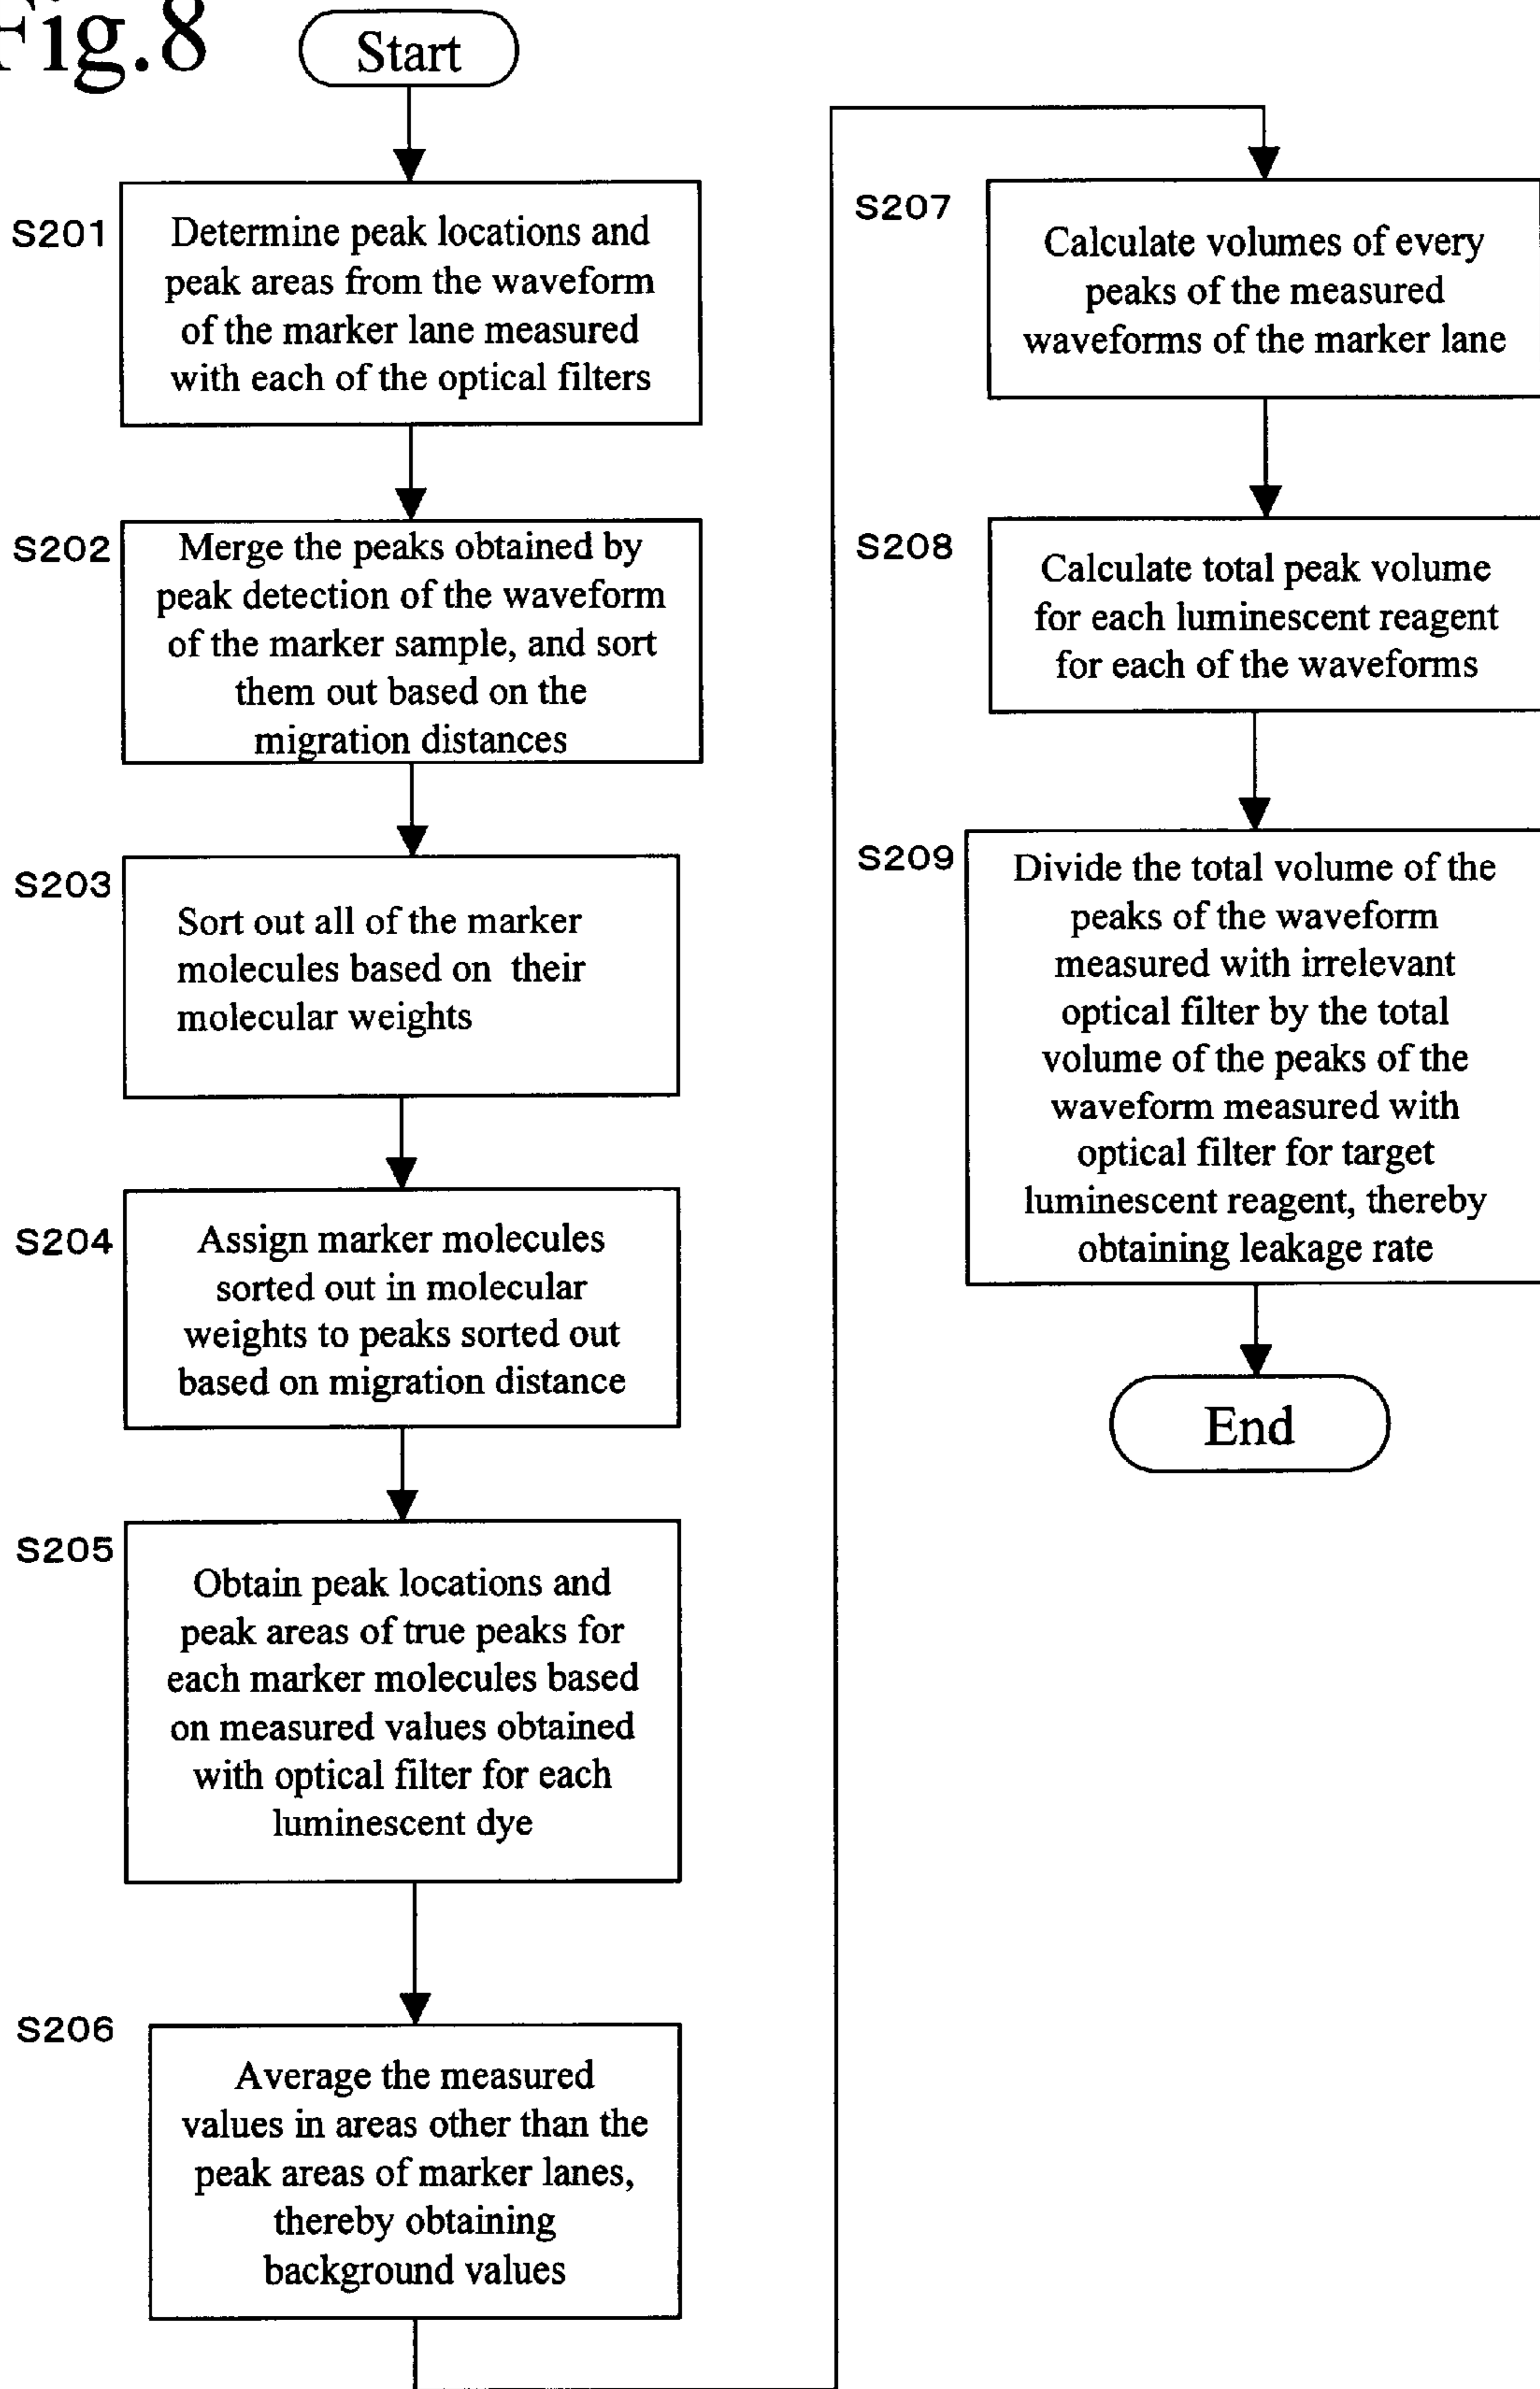 Fig.8
Start
S201
Determine peak locations and
peak areas from the waveform
of the marker lane measured
with each of the optical filters
S202
Merge the peaks obtained by
peak detection of the waveform
of the marker sample, and sort
them out based on the
migration distances
S203
Sort out all of the marker
molecules based on their
molecular weights
S204
Assign marker molecules
sorted out in molecular
weights to peaks sorted out
based on migration distance
S205
Obtain peak locations and
peak areas of true peaks for
each marker molecules based
on measured values obtained
with optical filter for each
luminescent dye
S206
Average the measured
values in areas other than the
peak areas of marker lanes,
thereby obtaining
background values
S207
Calculate volumes of every
peaks of the measured
waveforms of the marker lane
S208
Calculate total peak volume
for each luminescent reagent
for each of the waveforms
S209
Divide the total volume of the
peaks of the waveform
measured with irrelevant
optical filter by the total
volume of the peaks of the
waveform measured with
optical filter for target
luminescent reagent, thereby
obtaining leakage rate
End